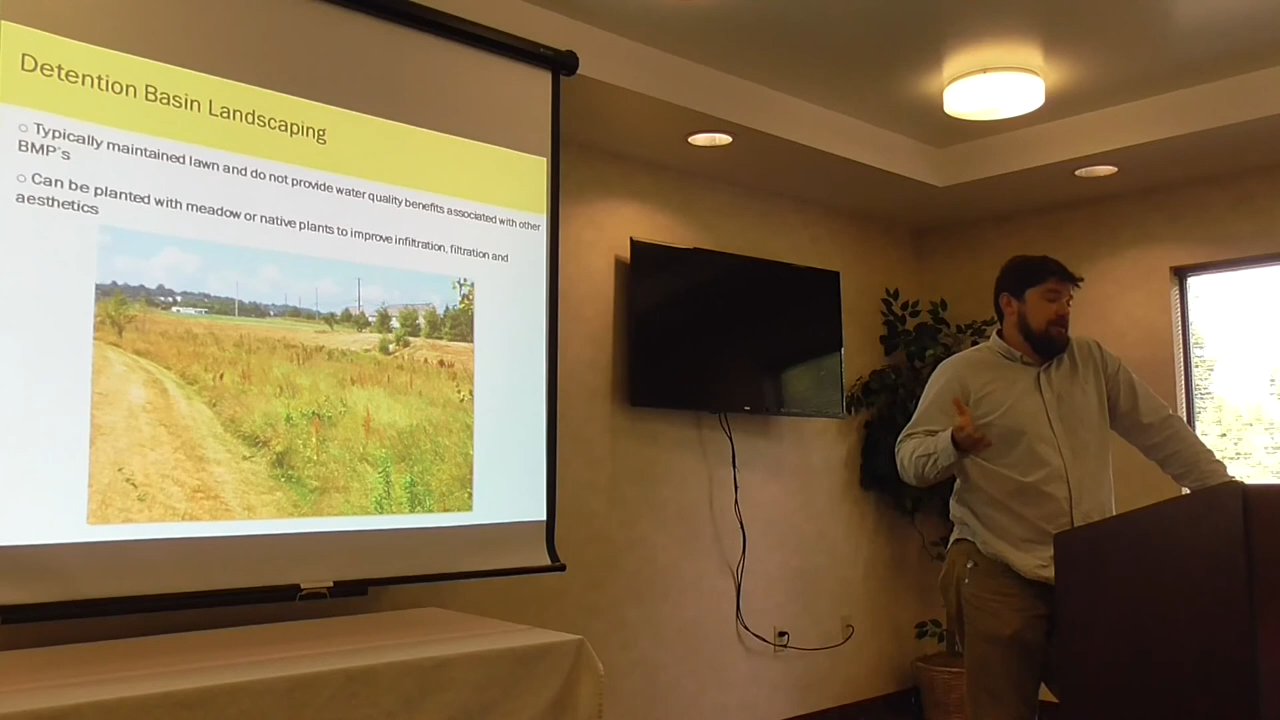 Detention Basin Landscaping
○ Typically maintained lawn and do not provide water quality benefits associated with other
BMP's
○ Can be planted with meadow or native plants to improve infiltration, filtration and
aesthetics